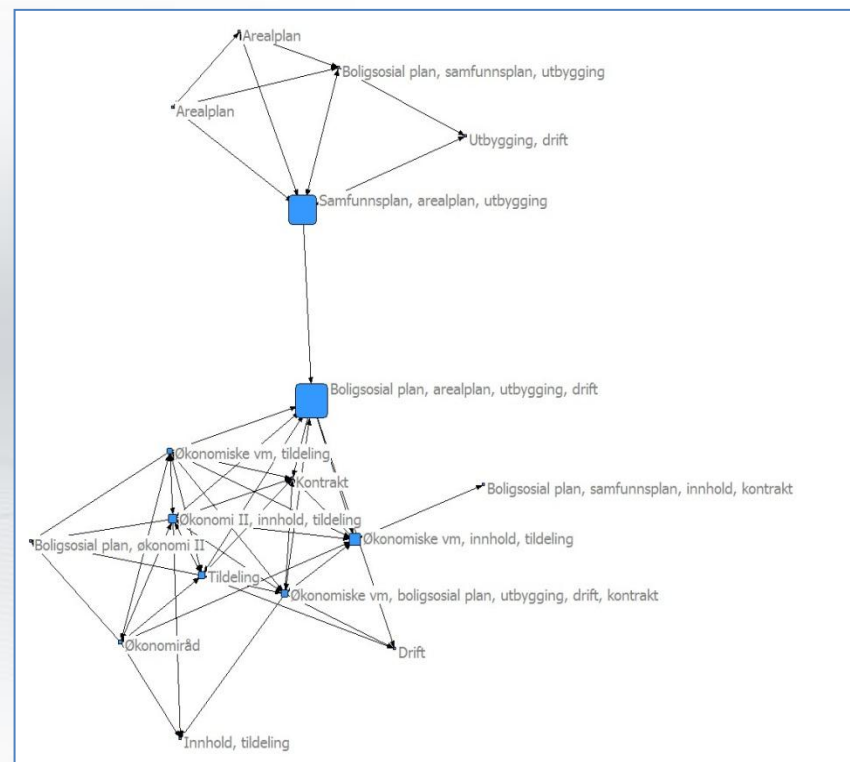 Arealplan
Boligsosial plan, samfunnsplan, utbygging
Arealplan
Utbygging, drift
Samfunnsplan, arealplan, utbygging
Boligsosial plan, arealplan, utbygging, drift
Økonomiske vm, tildeling
Kontrakt
Boligsosial plan, samfunnsplan, innhold, kontrakt
Økonomi II, innhold, tildeling
Økonomiske vm, innhold, tildeling
Boligsosial plan, økonomi II
Tildeling
Økonomiske vm, boligsosial plan, utbygging, drift, kontrakt
Økonomiråd
Drift
Innhold, tildeling